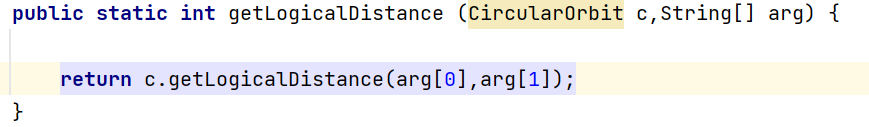 public static int getLogicalDistance (CircularOrbit c,String[] arg) {
return c.getLogicalDistance(arg[0],arg[1]);
}